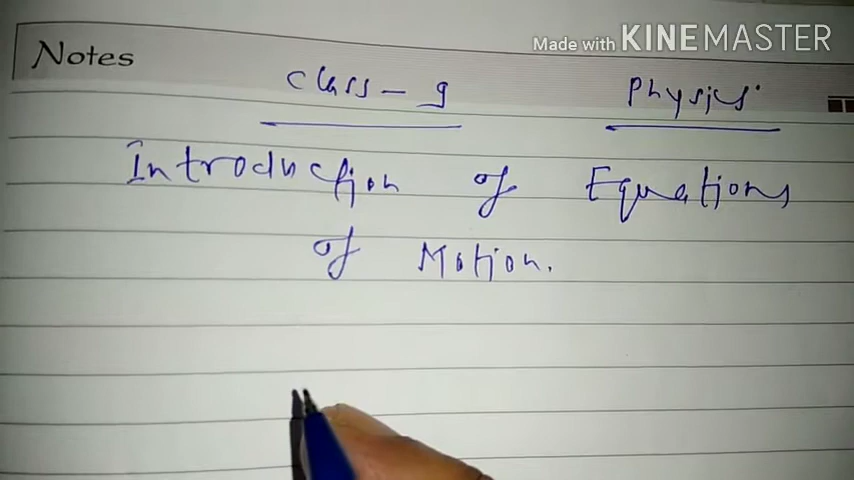 Made with KINEMASTER
Notes
Class - 9 Physics
Introduction of Equations
of Motion.